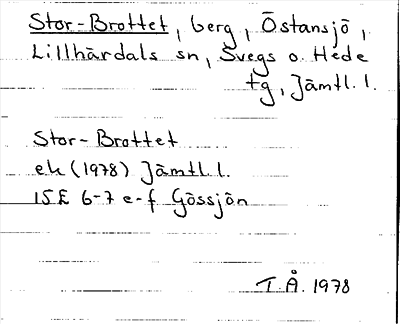 Stor-Brottet, berg, Östansjö,
Lillhärdals sn, Svegs o. Hede
tg, Jämtl. l.
Stor-Brottet
ek (1978) Jämtl. l.
15E 6-7 e-f Gössjön
T.Å. 1978